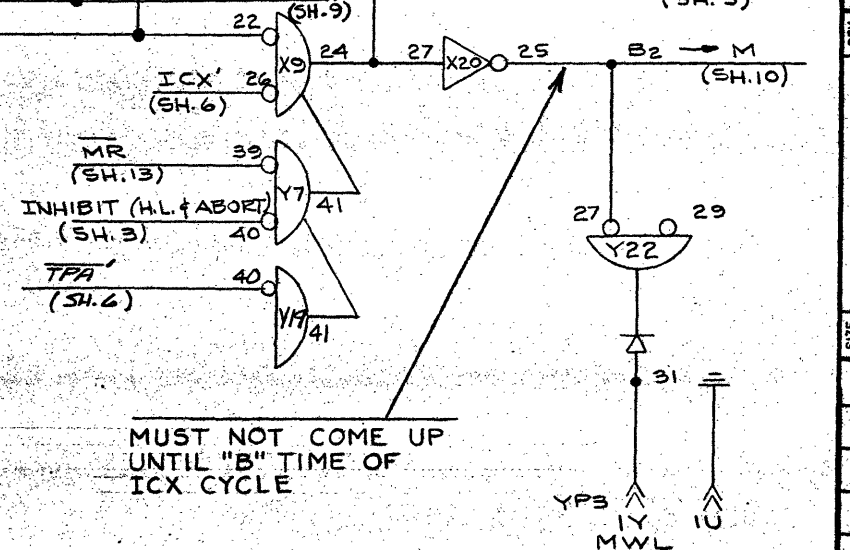 (SH.9)
22
X9
24
27
X20
25
B2 → M
(SH.10)
ICX'
26
(SH.6)
MR
39
(SH.13)
Y7
41
INHIBIT (H.L. & ABORT)
(SH.3)
40
TPA'
40
(SH.6)
Y19
41
27
29
Y22
31
MUST NOT COME UP
UNTIL "B" TIME OF
ICX CYCLE
YP3
1Y
1U
MWL